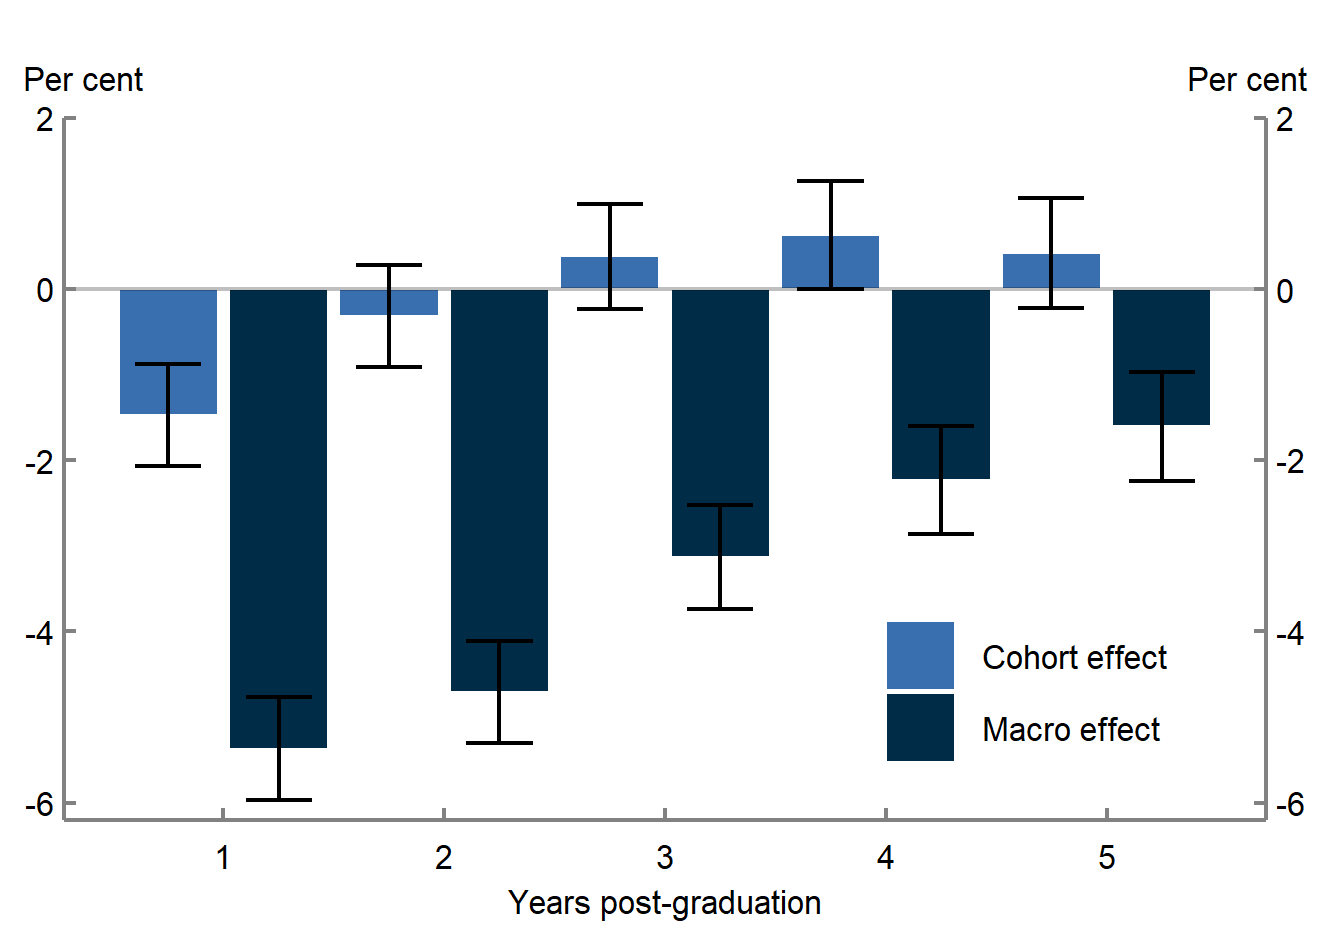 Per cent Per cent
2 2
0 0
-2 -2
-4 -4
Cohort effect
Macro effect
-6 -6
1 2 3 4 5
Years post-graduation